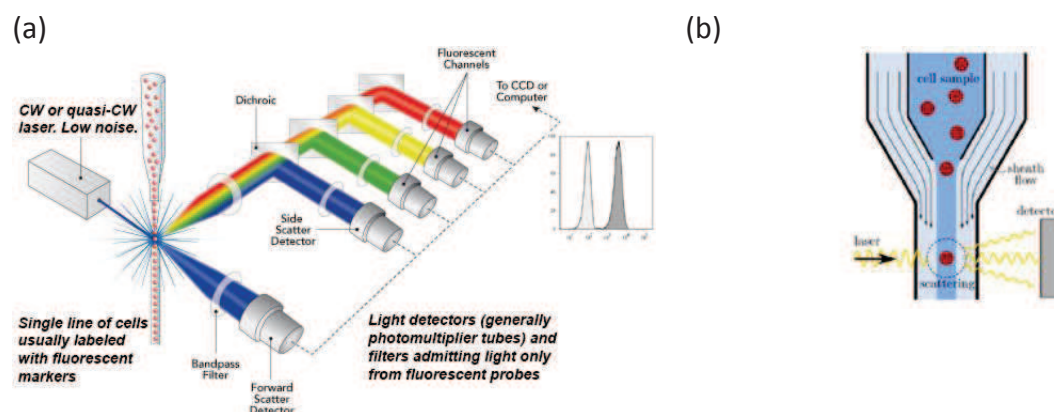 (a)
CW or quasi-CW
laser. Low noise.
Dichroic
Fluorescent
Channels
To CCD or
Computer
Side
Scatter
Detector
Single line of cells
usually labeled
with fluorescent
markers
Bandpass
Filter
Forward
Scatter
Detector
Light detectors (generally
photomultiplier tubes) and
filters admitting light only
from fluorescent probes
(b)
cell sample
sheath
flow
laser
scattering